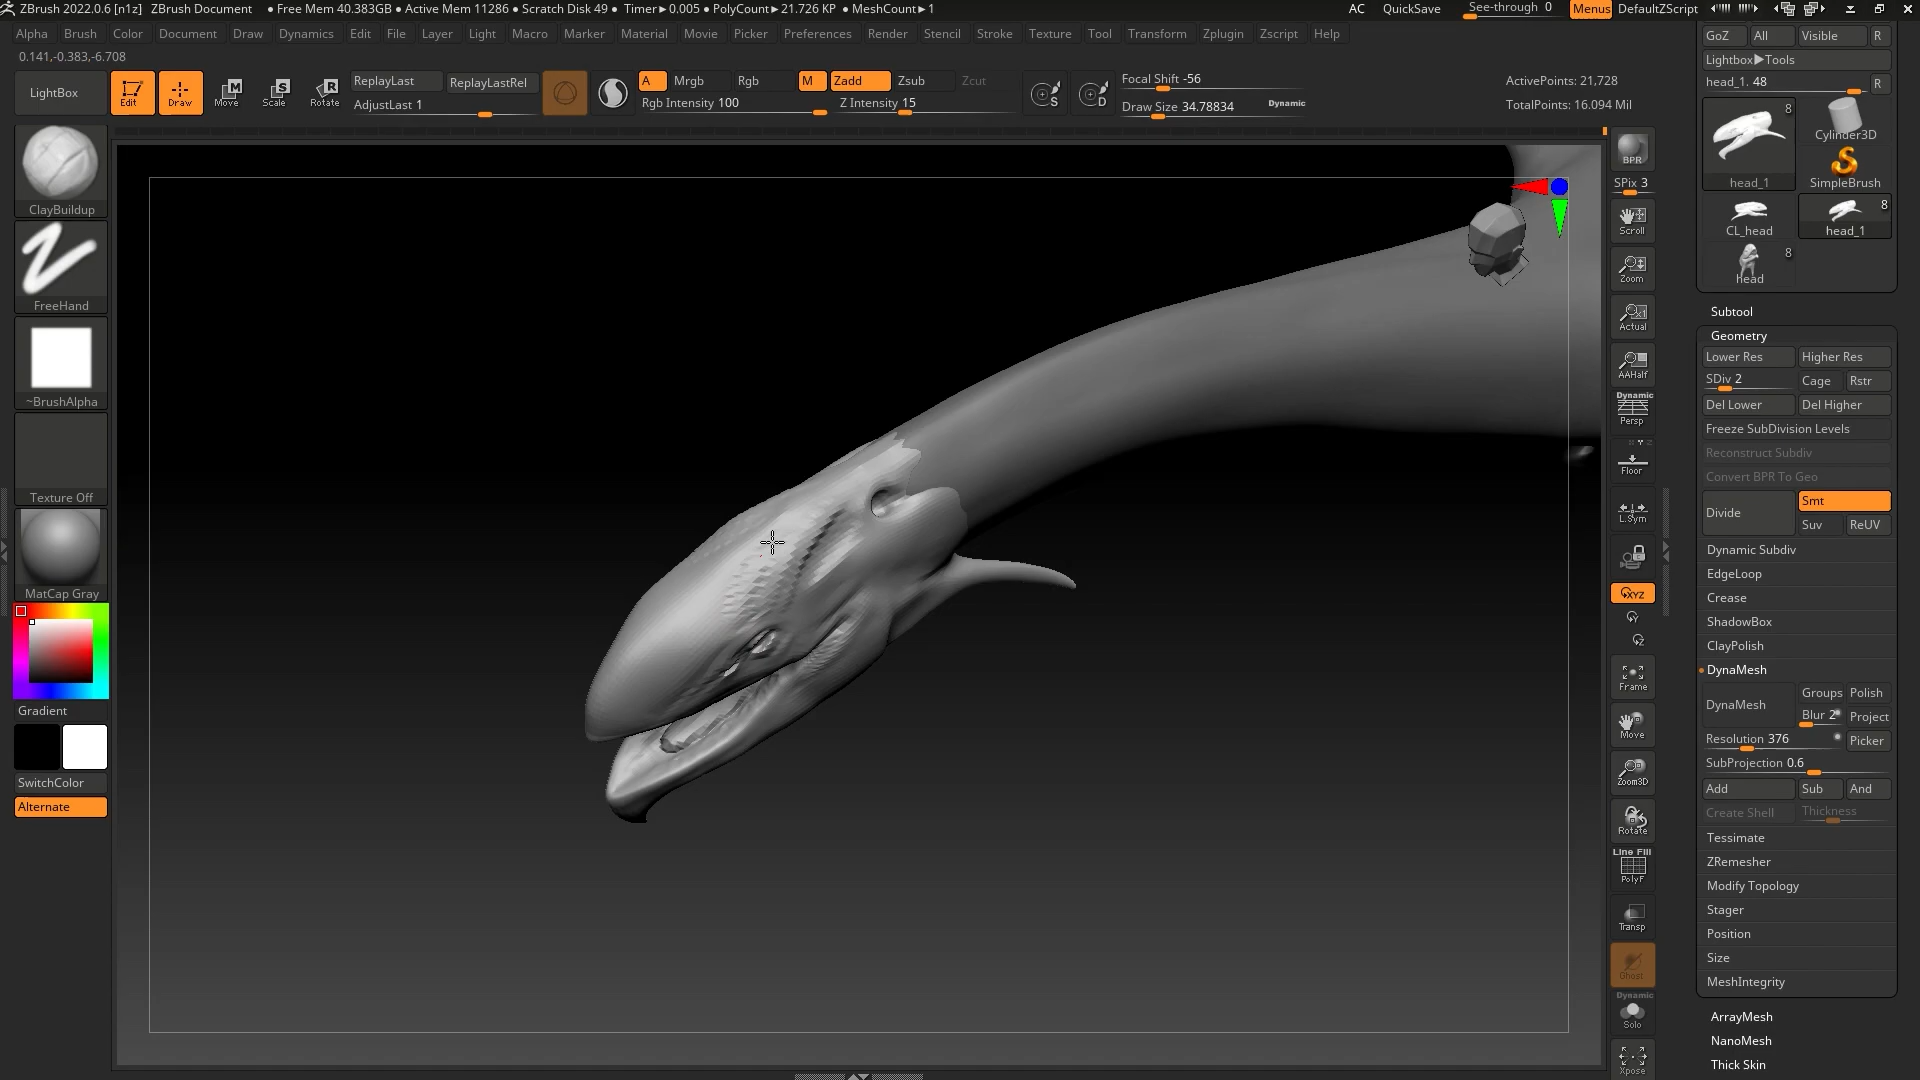 ZBrush 2022.0.6 [n1z] ZBrush Document ● Free Mem 40.383GB ● Active Mem 11286 ● Scratch Disk 49 ● Timer►0.005 ● PolyCount►21.726 KP ● MeshCount►1 AC QuickSave See-through 0 Menus DefaultZScript
Alpha Brush Color Document Draw Dynamics Edit File Layer Light Macro Marker Material Movie Picker Preferences Render Stencil Stroke Texture Tool Transform Zplugin Zscript Help
0.141,-0.383,-6.708
LightBox
Edit
Draw
Move
Scale
Rotate
ReplayLast ReplayLastRel
AdjustLast 1
A Mrgb Rgb M Zadd Zsub Zcut
Rgb Intensity 100 Z Intensity 15
S
D
Focal Shift -56
Draw Size 34.78834 Dynamic
ActivePoints: 21,728
TotalPoints: 16.094 Mil
ClayBuildup
FreeHand
~BrushAlpha
Texture Off
MatCap Gray
Gradient
SwitchColor
Alternate
BPR
SPix 3
Scroll
Zoom
Actual
AAHalf
Dynamic
Persp
Floor
L.Sym
XYZ
Y
Z
Frame
Move
Zoom3D
Rotate
Line Fill
PolyF
Transp
Ghost
Dynamic
Solo
Xpose
GoZ All Visible R
Lightbox►Tools
head_1. 48 R
8
head_1
Cylinder3D
SimpleBrush
CL_head
8
head_1
8
head
Subtool
Geometry
Lower Res Higher Res
SDiv 2 Cage Rstr
Del Lower Del Higher
Freeze SubDivision Levels
Reconstruct Subdiv
Convert BPR To Geo
Divide Smt
Suv ReUV
Dynamic Subdiv
EdgeLoop
Crease
ShadowBox
ClayPolish
DynaMesh
DynaMesh Groups Polish
Blur 2 Project
Resolution 376 Picker
SubProjection 0.6
Add Sub And
Create Shell Thickness
Tessimate
ZRemesher
Modify Topology
Stager
Position
Size
MeshIntegrity
ArrayMesh
NanoMesh
Thick Skin